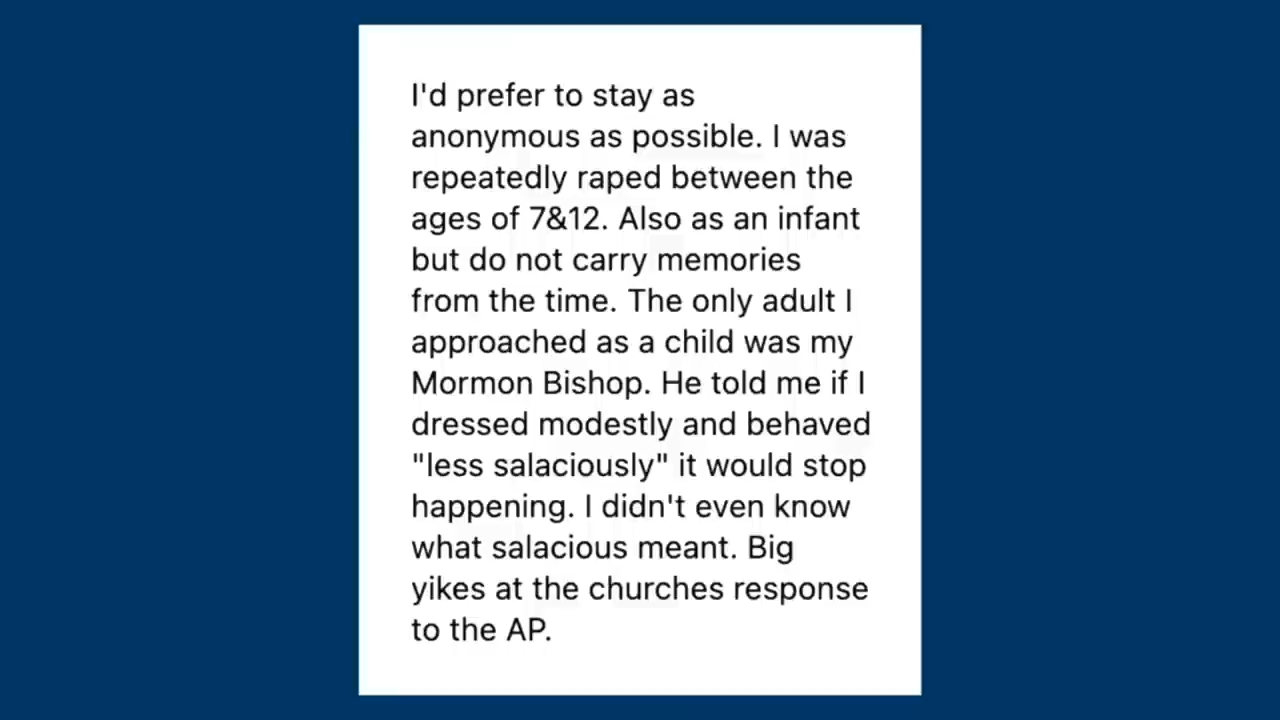 I'd prefer to stay as
anonymous as possible. I was
repeatedly raped between the
ages of 7&12. Also as an infant
but do not carry memories
from the time. The only adult I
approached as a child was my
Mormon Bishop. He told me if I
dressed modestly and behaved
"less salaciously" it would stop
happening. I didn't even know
what salacious meant. Big
yikes at the churches response
to the AP.